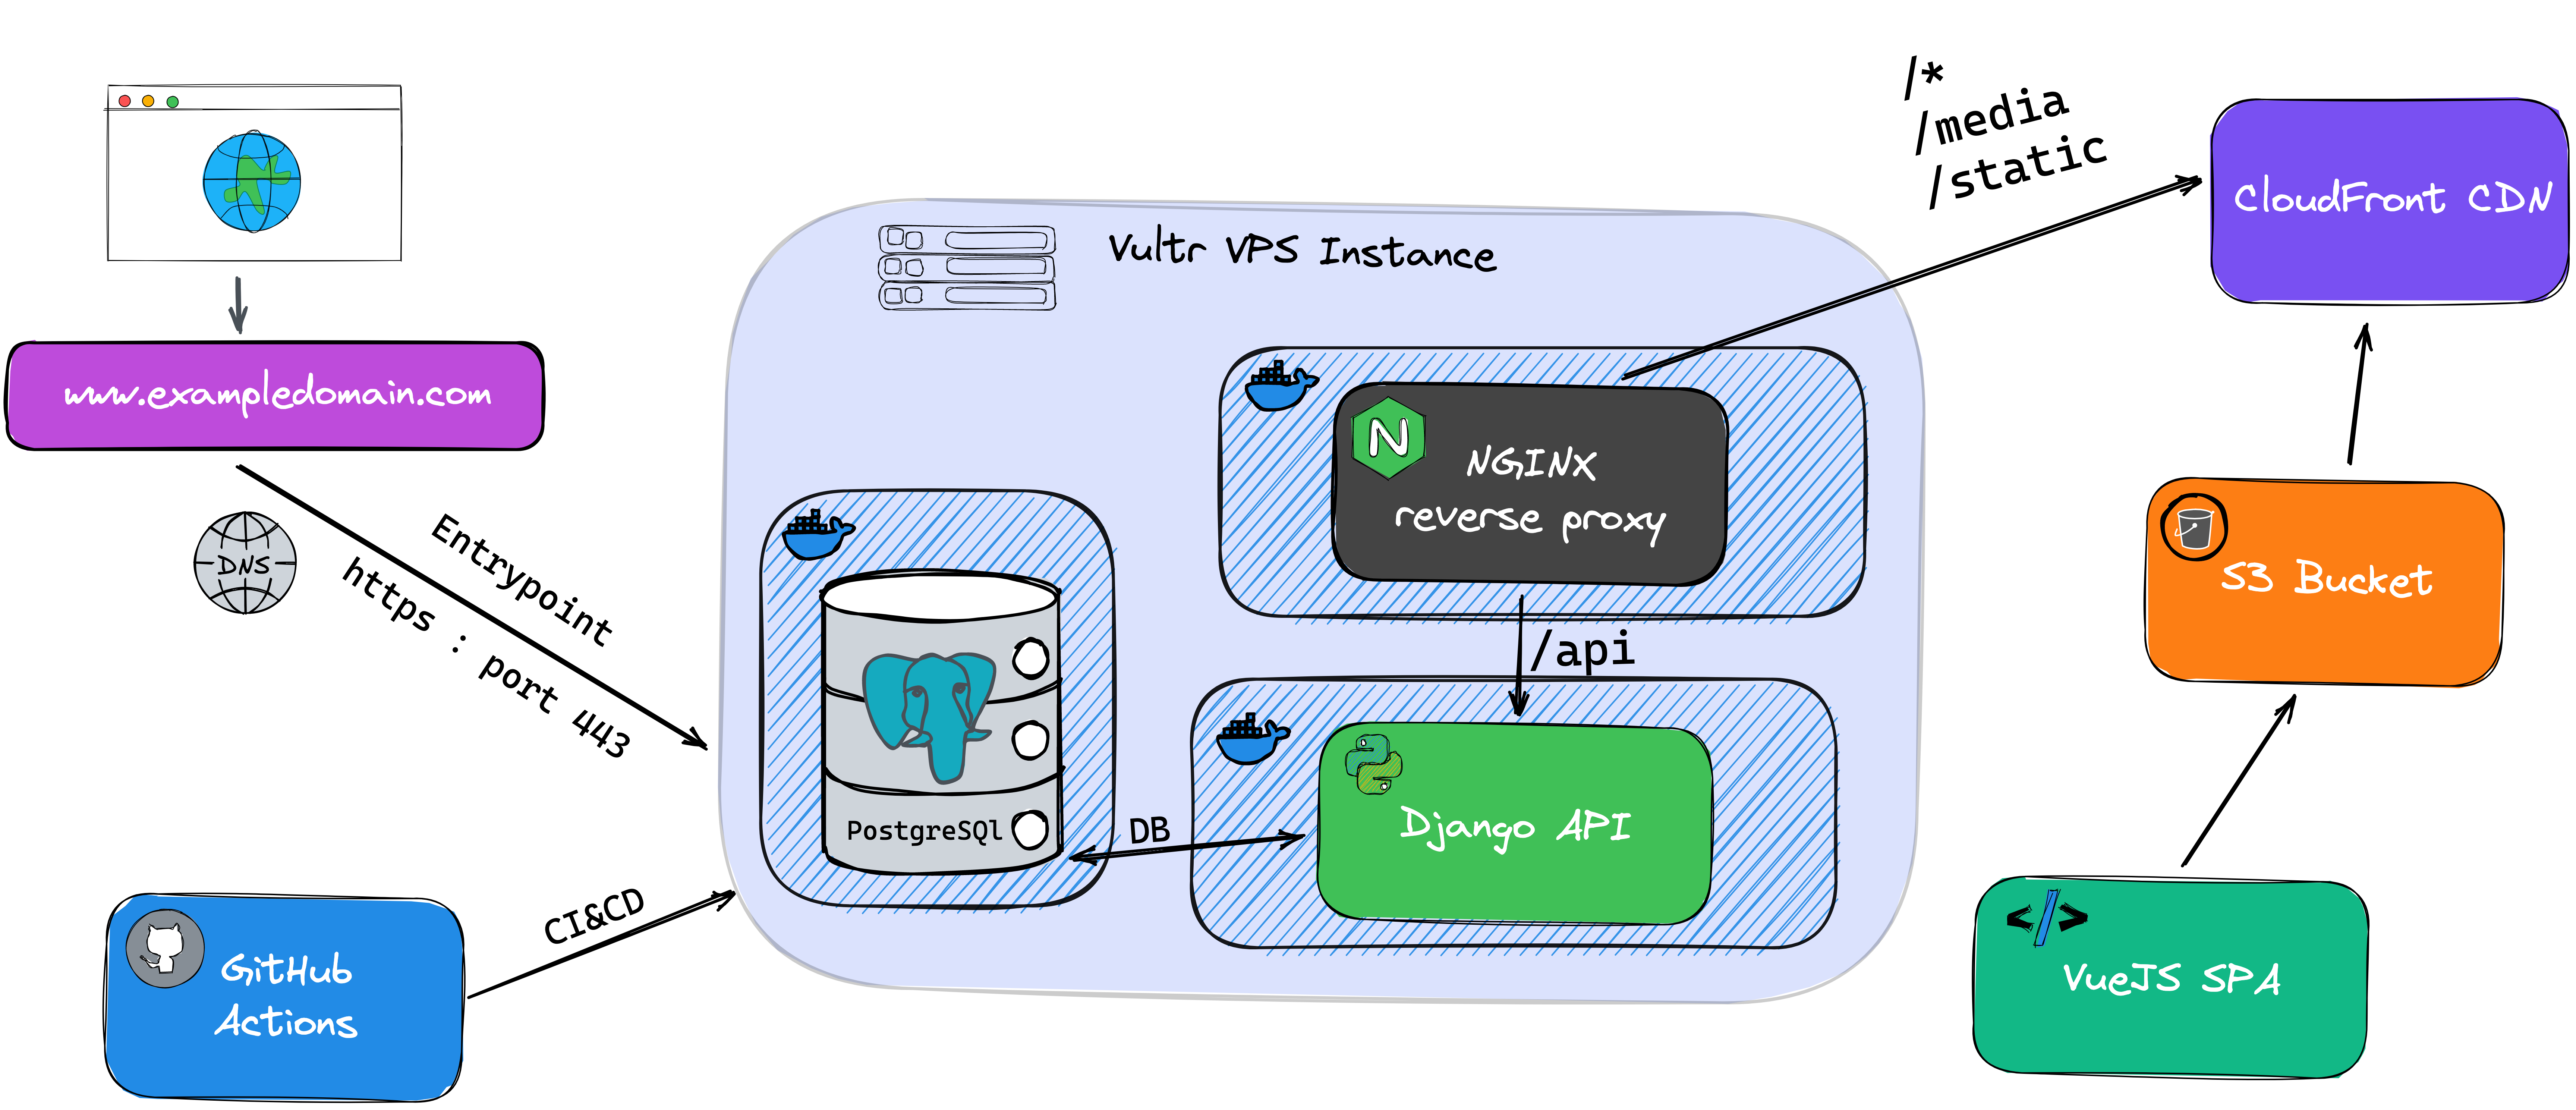 www.exampledomain.com
DNS
Entrypoint
https : port 443
GitHub
Actions
CI&CD
Vultr VPS Instance
PostgreSQl
DB
N
NGINX
reverse proxy
/api
Django API
/*
/media
/static
CloudFront CDN
S3 Bucket
</>
VueJS SPA